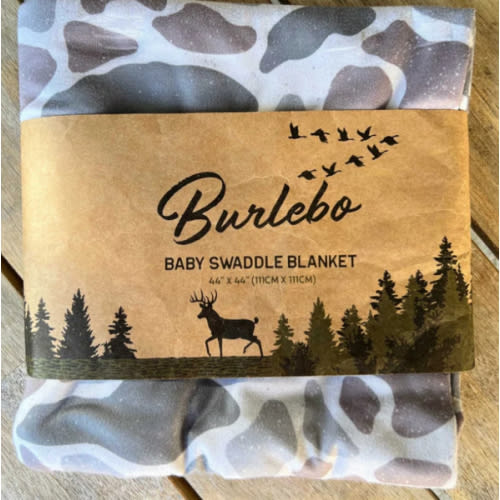 Burlebo
BABY SWADDLE BLANKET
44" X 44" (111CM X 111CM)